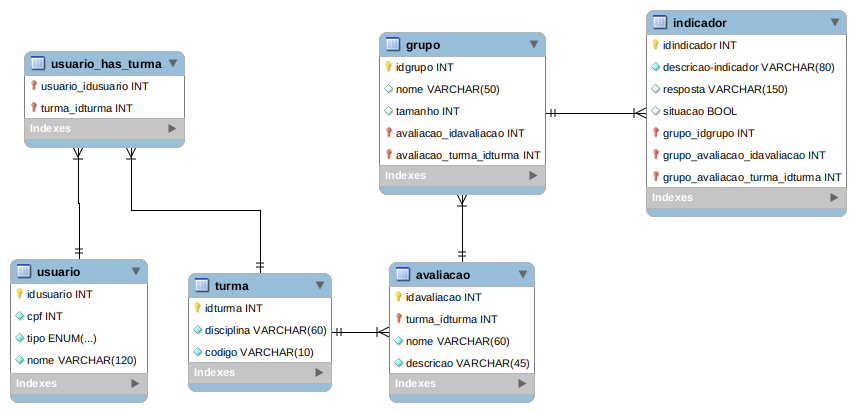 usuario_has_turma
usuario_idusuario INT
turma_idturma INT
Indexes
grupo
idgrupo INT
nome VARCHAR(50)
tamanho INT
avaliacao_idavaliacao INT
avaliacao_turma_idturma INT
Indexes
indicador
idindicador INT
descricao-indicador VARCHAR(80)
resposta VARCHAR(150)
situacao BOOL
grupo_idgrupo INT
grupo_avaliacao_idavaliacao INT
grupo_avaliacao_turma_idturma INT
Indexes
usuario
idusuario INT
cpf INT
tipo ENUM(...)
nome VARCHAR(120)
Indexes
turma
idturma INT
disciplina VARCHAR(60)
codigo VARCHAR(10)
Indexes
avaliacao
idavaliacao INT
turma_idturma INT
nome VARCHAR(60)
descricao VARCHAR(45)
Indexes